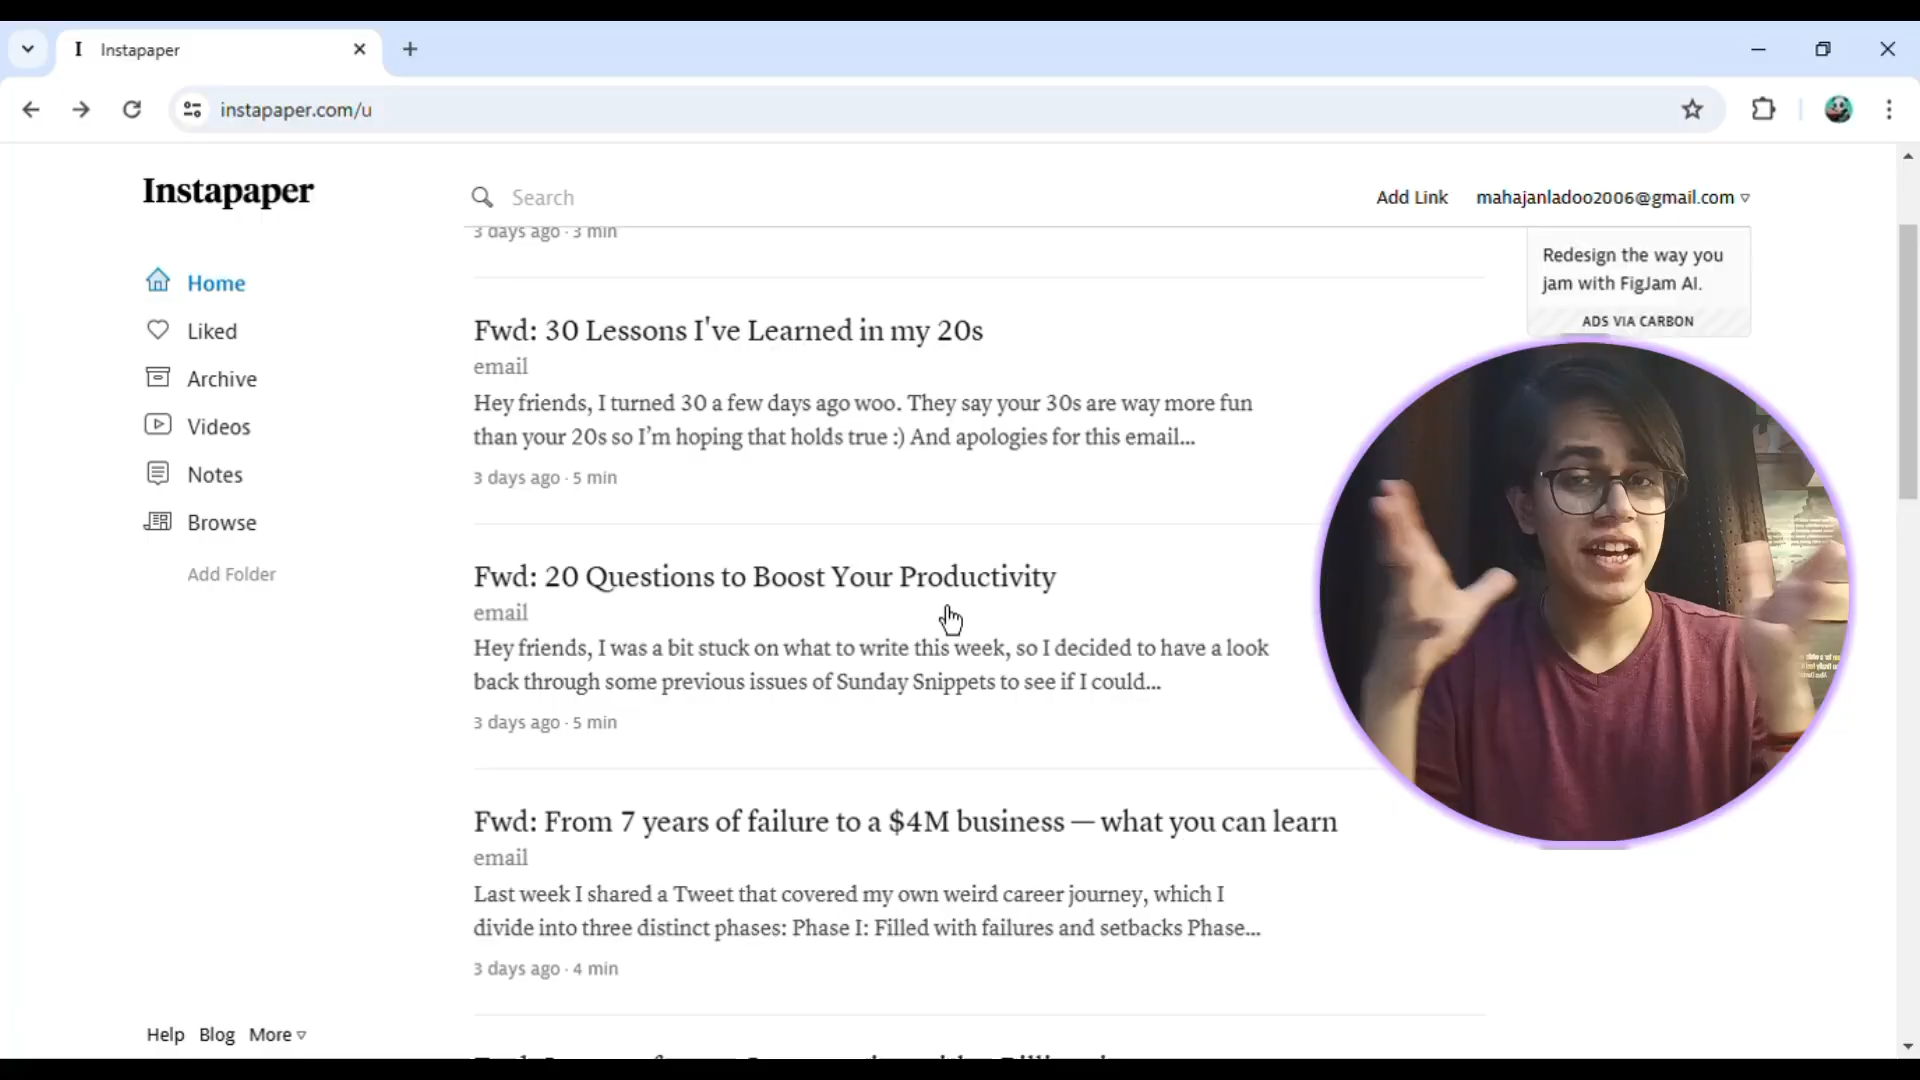 Instapaper
instapaper.com/u
Instapaper
Search
Add Link
mahajanladoo2006@gmail.com
3 days ago · 3 min
Redesign the way you
jam with FigJam AI.
ADS VIA CARBON
Home
Liked
Archive
Videos
Notes
Browse
Add Folder
Fwd: 30 Lessons I've Learned in my 20s
email
Hey friends, I turned 30 a few days ago woo. They say your 30s are way more fun
than your 20s so I'm hoping that holds true :) And apologies for this email...
3 days ago · 5 min
Fwd: 20 Questions to Boost Your Productivity
email
Hey friends, I was a bit stuck on what to write this week, so I decided to have a look
back through some previous issues of Sunday Snippets to see if I could...
3 days ago · 5 min
Fwd: From 7 years of failure to a $4M business — what you can learn
email
Last week I shared a Tweet that covered my own weird career journey, which I
divide into three distinct phases: Phase I: Filled with failures and setbacks Phase...
3 days ago · 4 min
Help Blog More